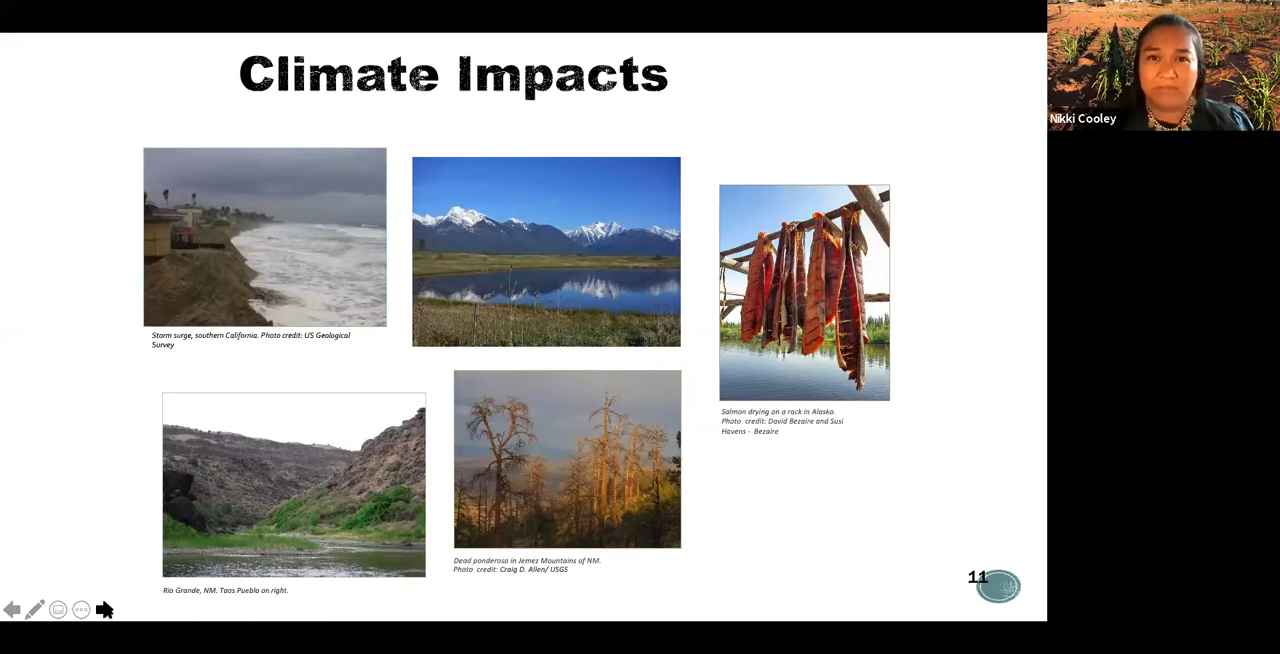 Climate Impacts
Nikki Cooley
Storm surge, southern California. Photo credit: US Geological
Survey
Salmon drying on a rack in Alaska.
Photo credit: David Bezaire and Susi
Havens - Bezaire
Dead ponderosa in Jemez Mountains of NM.
Photo credit: Craig D. Allen/ USGS
Rio Grande, NM. Taos Pueblo on right.
11